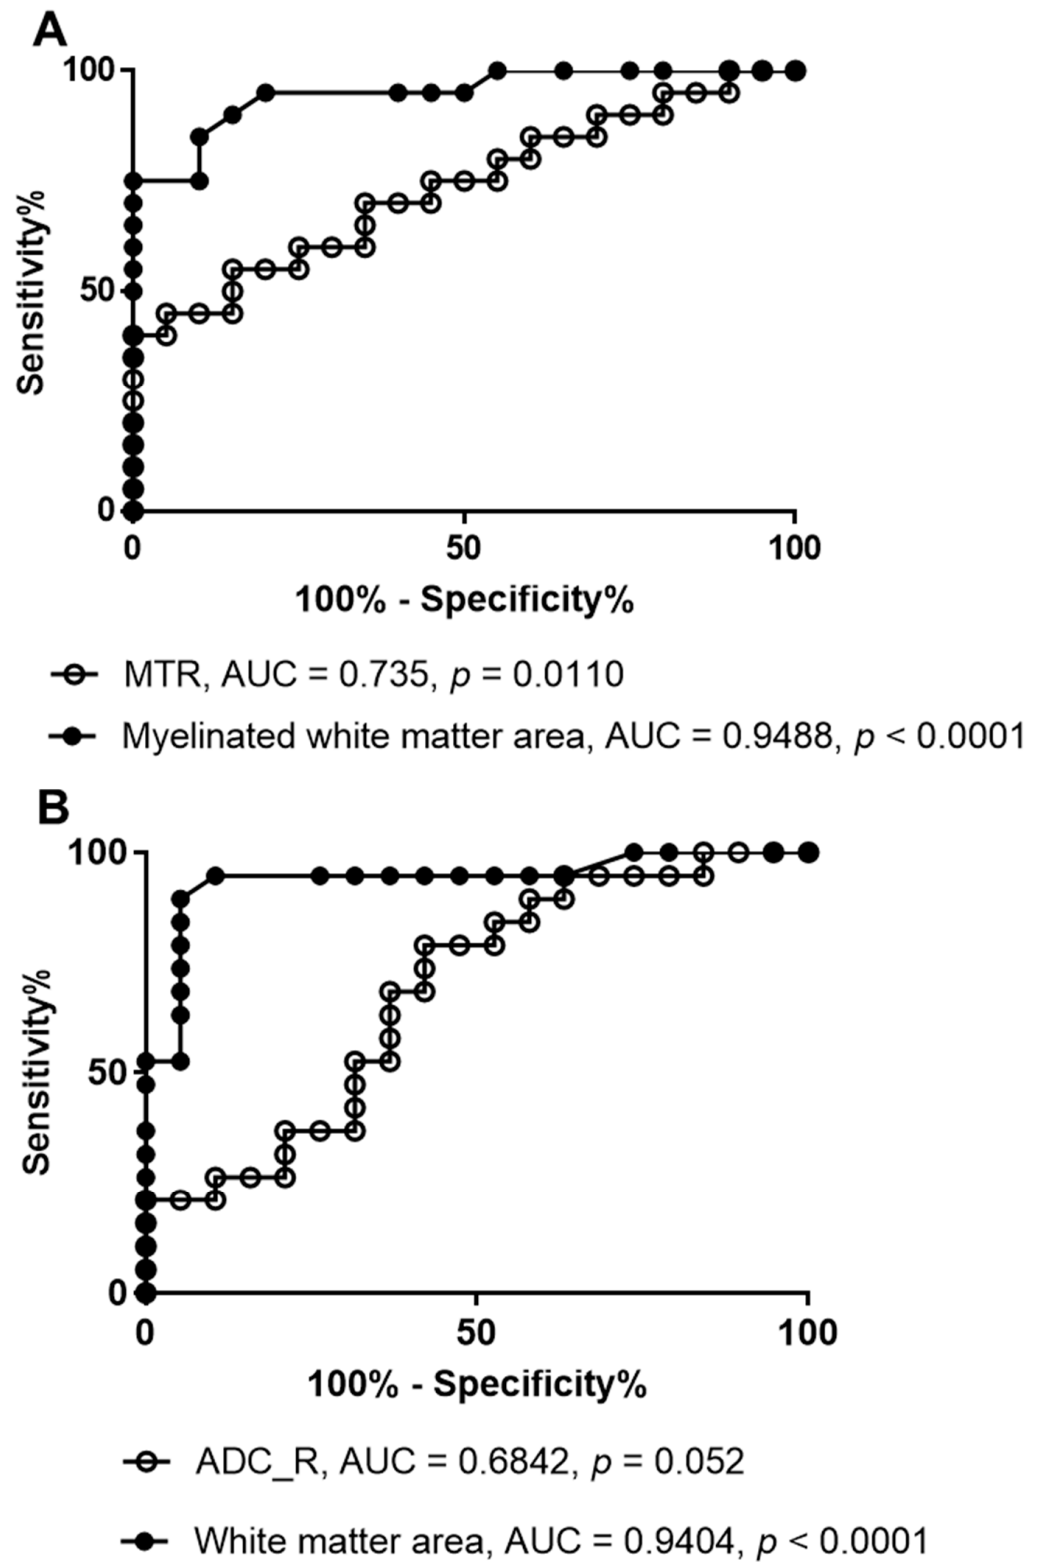 A
100
50
0
Sensitivity%
0 50 100
100% - Specificity%
MTR, AUC = 0.735, p = 0.0110
Myelinated white matter area, AUC = 0.9488, p < 0.0001
B
100
50
0
Sensitivity%
0 50 100
100% - Specificity%
ADC_R, AUC = 0.6842, p = 0.052
White matter area, AUC = 0.9404, p < 0.0001